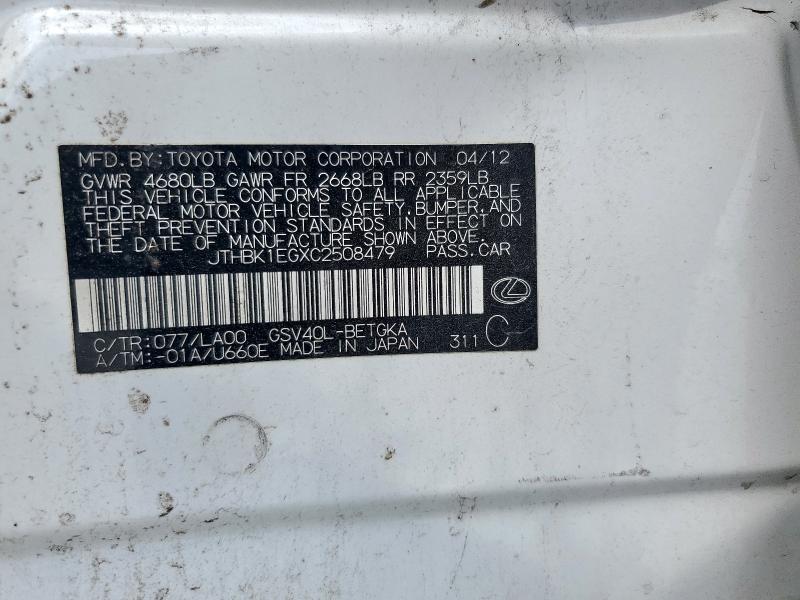 MFD.BY:TOYOTA MOTOR CORPORATION 04/12
GVWR 4680LB GAWR FR 2668LB RR 2359LB
THIS VEHICLE CONFORMS TO ALL APPLICABLE
FEDERAL MOTOR VEHICLE SAFETY,BUMPER,AND
THEFT PREVENTION STANDARDS IN EFFECT ON
THE DATE OF MANUFACTURE SHOWN ABOVE.
JTHBK1EGXC2508479 PASS.CAR
C/TR:077/LA00 GSV40L-BETGKA
A/TM:-01A/U660E MADE IN JAPAN 311 C